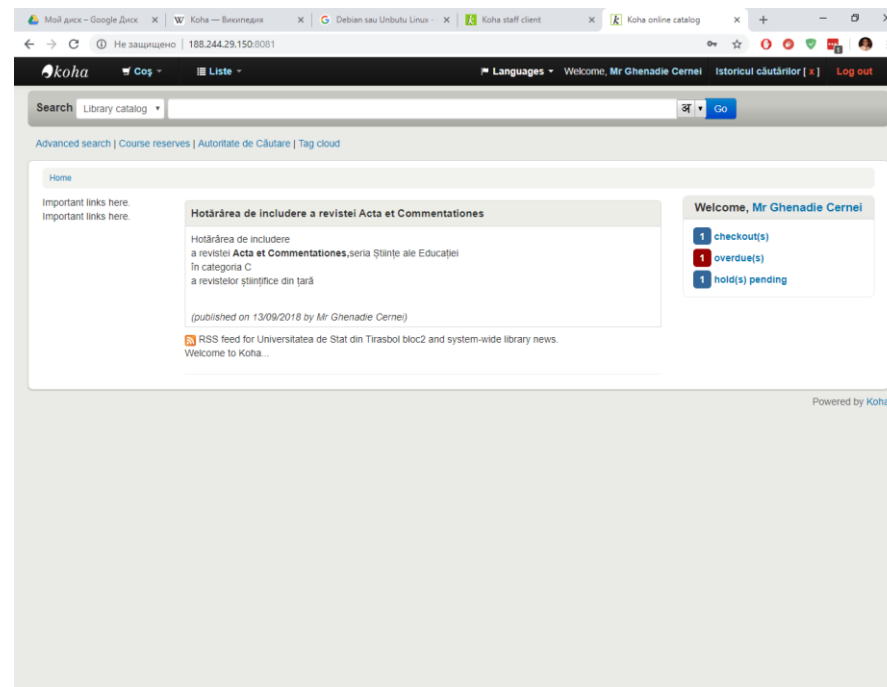 Мой диск – Google Диск
Koha — Википедия
Debian sau Unbutu Linux -
Koha staff client
Koha online catalog
Не защищено | 188.244.29.150:8081
koha Coș Liste Languages Welcome, Mr Ghenadie Cernei Istoricul căutărilor [ x ] Log out
Search Library catalog अ Go
Advanced search | Course reserves | Autoritate de Căutare | Tag cloud
Home
Important links here.
Important links here.
Hotărârea de includere a revistei Acta et Commentationes
Hotărârea de includere
a revistei Acta et Commentationes,seria Științe ale Educației
în categoria C
a revistelor științifice din țară
(published on 13/09/2018 by Mr Ghenadie Cernei)
RSS feed for Universitatea de Stat din Tirasbol bloc2 and system-wide library news.
Welcome to Koha...
Welcome, Mr Ghenadie Cernei
1 checkout(s)
1 overdue(s)
1 hold(s) pending
Powered by Koha